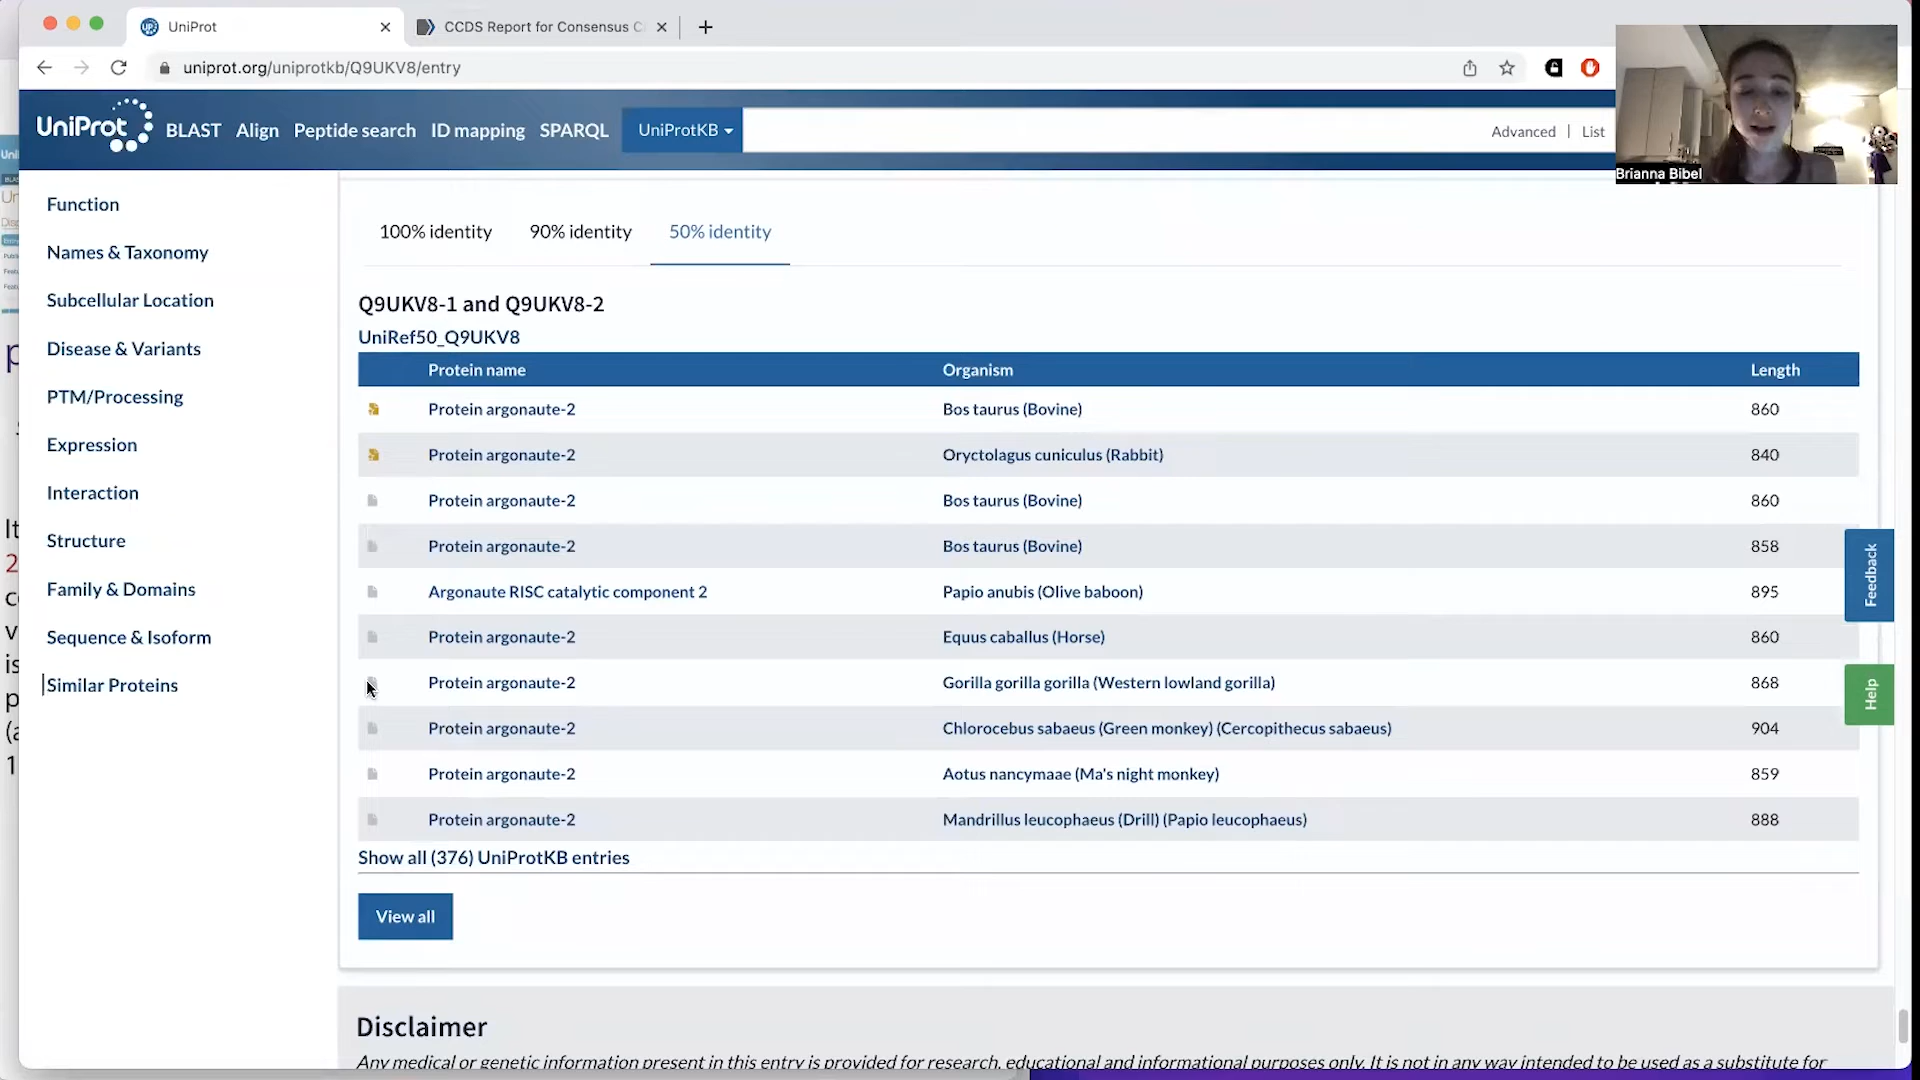 UniProt
CCDS Report for Consensus C
uniprot.org/uniprotkb/Q9UKV8/entry
UniProt BLAST Align Peptide search ID mapping SPARQL UniProtKB Advanced | List
Brianna Bibel
Function
Names & Taxonomy
Subcellular Location
Disease & Variants
PTM/Processing
Expression
Interaction
Structure
Family & Domains
Sequence & Isoform
Similar Proteins
100% identity 90% identity 50% identity
Q9UKV8-1 and Q9UKV8-2
UniRef50_Q9UKV8
Protein name Organism Length
Protein argonaute-2 Bos taurus (Bovine) 860
Protein argonaute-2 Oryctolagus cuniculus (Rabbit) 840
Protein argonaute-2 Bos taurus (Bovine) 860
Protein argonaute-2 Bos taurus (Bovine) 858
Argonaute RISC catalytic component 2 Papio anubis (Olive baboon) 895
Protein argonaute-2 Equus caballus (Horse) 860
Protein argonaute-2 Gorilla gorilla gorilla (Western lowland gorilla) 868
Protein argonaute-2 Chlorocebus sabaeus (Green monkey) (Cercopithecus sabaeus) 904
Protein argonaute-2 Aotus nancymaae (Ma's night monkey) 859
Protein argonaute-2 Mandrillus leucophaeus (Drill) (Papio leucophaeus) 888
Show all (376) UniProtKB entries
View all
Feedback
Help
Disclaimer
Any medical or genetic information present in this entry is provided for research, educational and informational purposes only. It is not in any way intended to be used as a substitute for